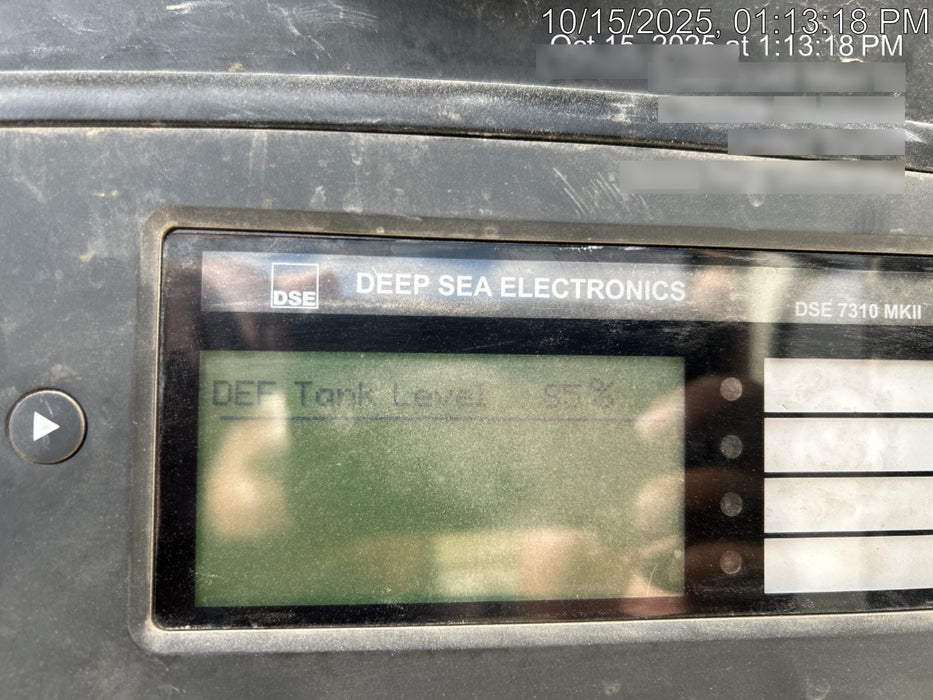 10/15/2025, 01:13:18 PM
Oct 15, 2025 at 1:13:18 PM
DSE
DEEP SEA ELECTRONICS
DSE 7310 MKII
DEF Tank Level